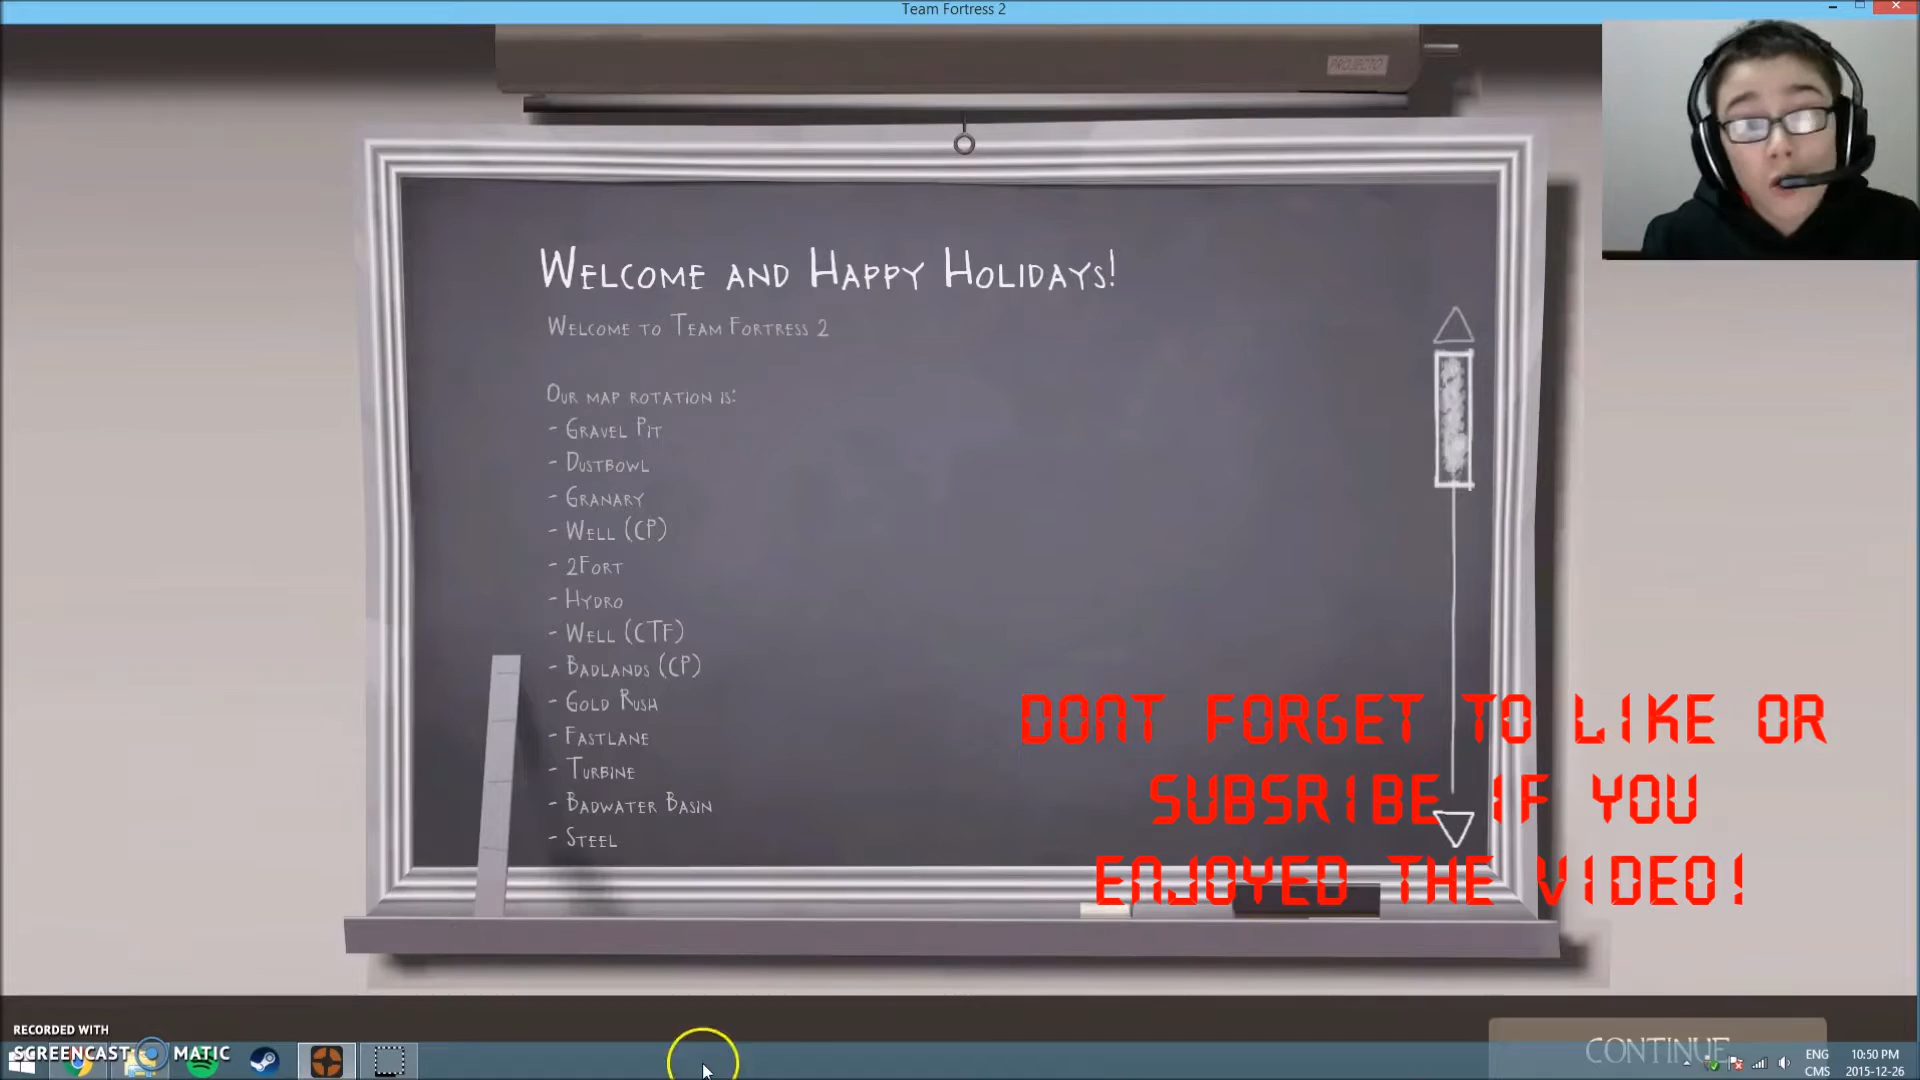 Team Fortress 2
PROJECTO
WELCOME AND HAPPY HOLIDAYS!
WELCOME TO TEAM FORTRESS 2
OUR MAP ROTATION IS:
- GRAVEL PIT
- DUSTBOWL
- GRANARY
- WELL (CP)
- 2FORT
- HYDRO
- WELL (CTF)
- BADLANDS (CP)
- GOLD RUSH
- FASTLANE
- TURBINE
- BADWATER BASIN
- STEEL
DONT FORGET TO LIKE OR
SUBSRIBE IF YOU
ENJOYED THE VIDEO!
CONTINUE
RECORDED WITH
SCREENCAST MATIC
ENG
CMS
10:50 PM
2015-12-26